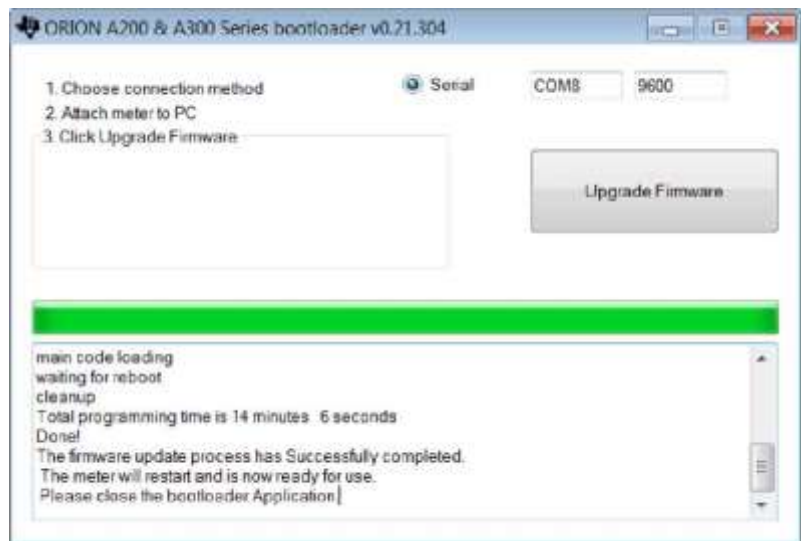 ORION A200 & A300 Series bootloader v0.21.304
1. Choose connection method
Serial
COM8
9600
2. Attach meter to PC
3. Click Upgrade Firmware
Upgrade Firmware
main code loading
waiting for reboot
cleanup
Total programming time is 14 minutes  6 seconds
Done!
The firmware update process has Successfully completed.
The meter will restart and is now ready for use.
Please close the bootloader Application.